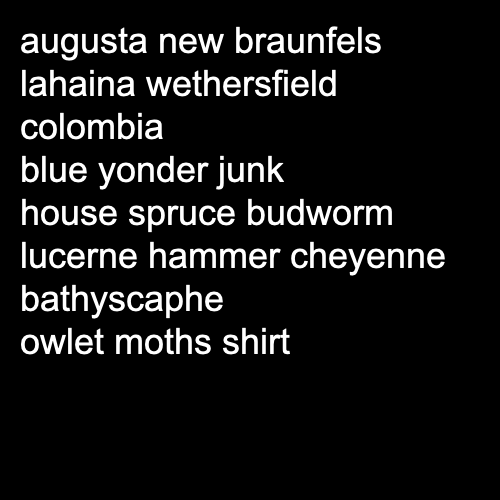 augusta new braunfels
lahaina wethersfield
colombia
blue yonder junk
house spruce budworm
lucerne hammer cheyenne
bathyscaphe
owlet moths shirt